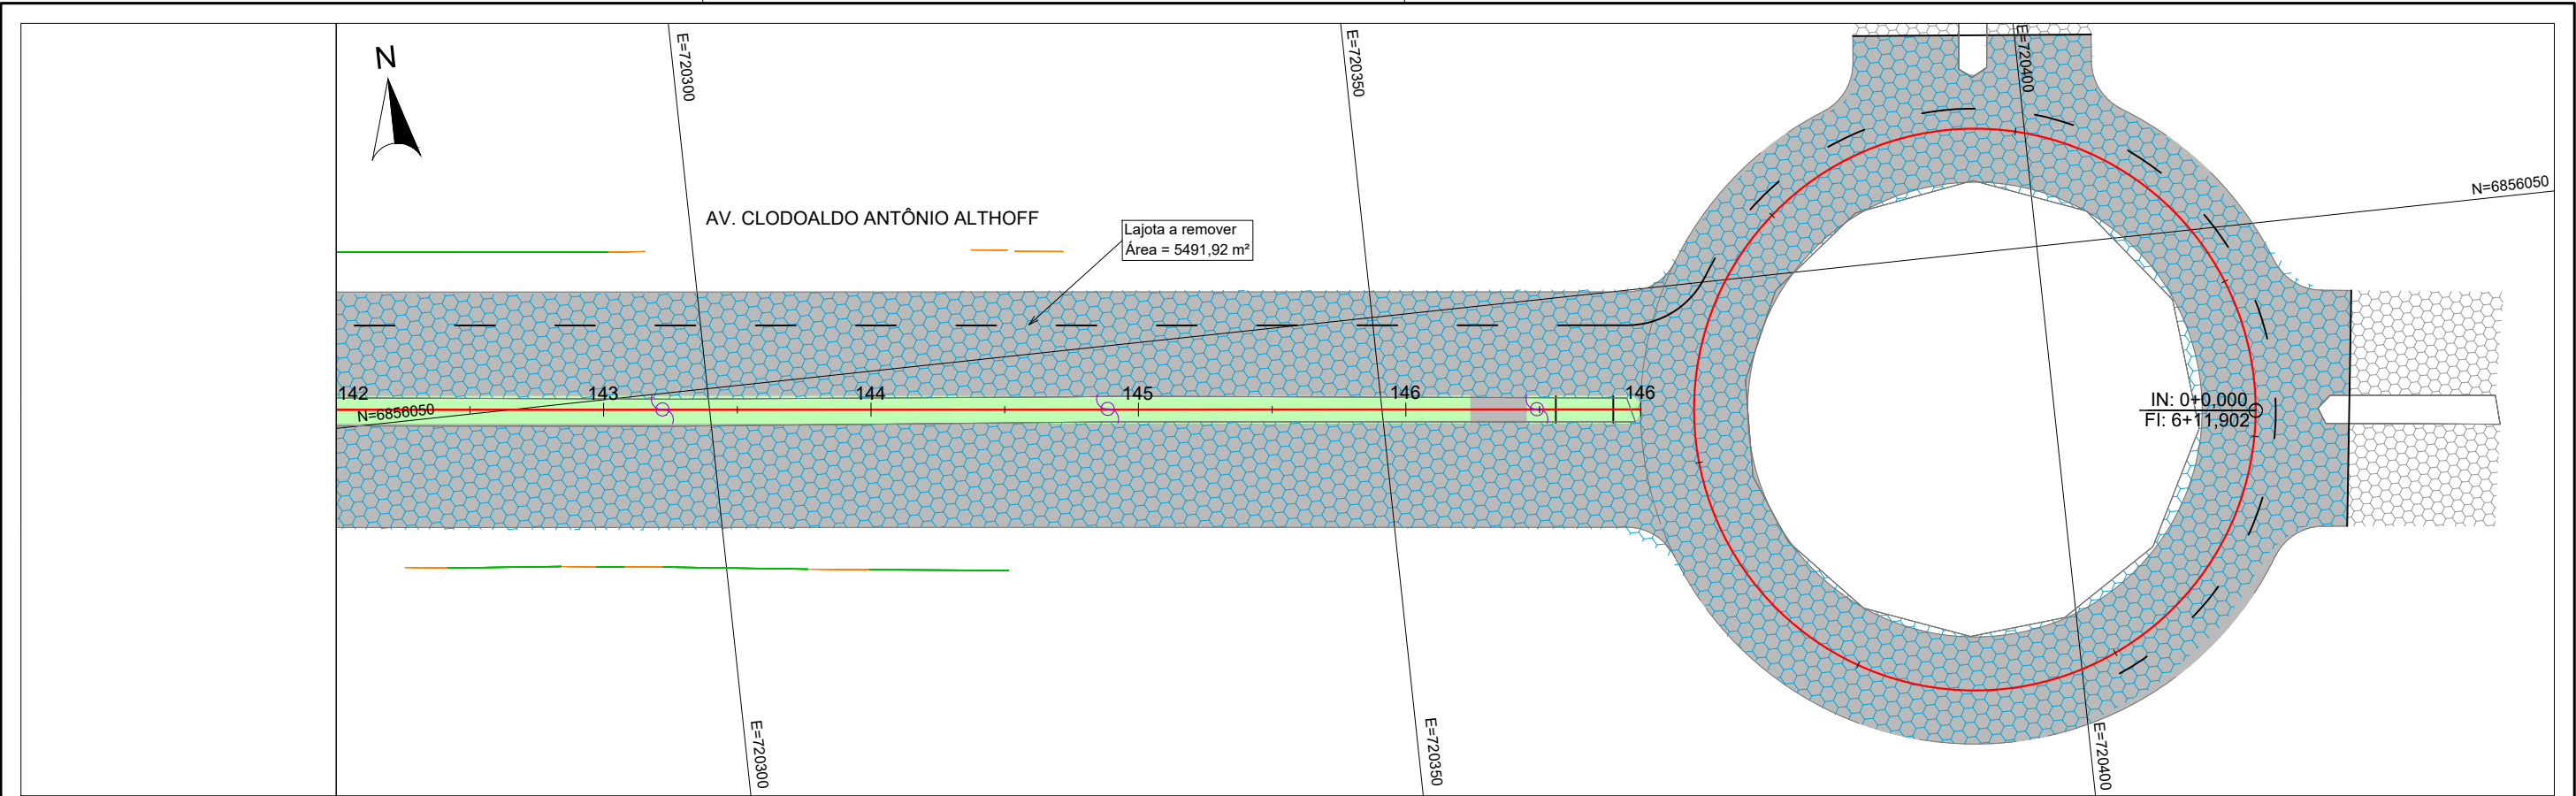 N
E=720300
E=720350
E=720400
N=6856050
AV. CLODOALDO ANTÔNIO ALTHOFF
Lajota a remover
Área = 5491,92 m²
142
143
144
145
146
146
N=6856050
IN: 0+0,000
FI: 6+11,902
E=720300
E=720350
E=720400